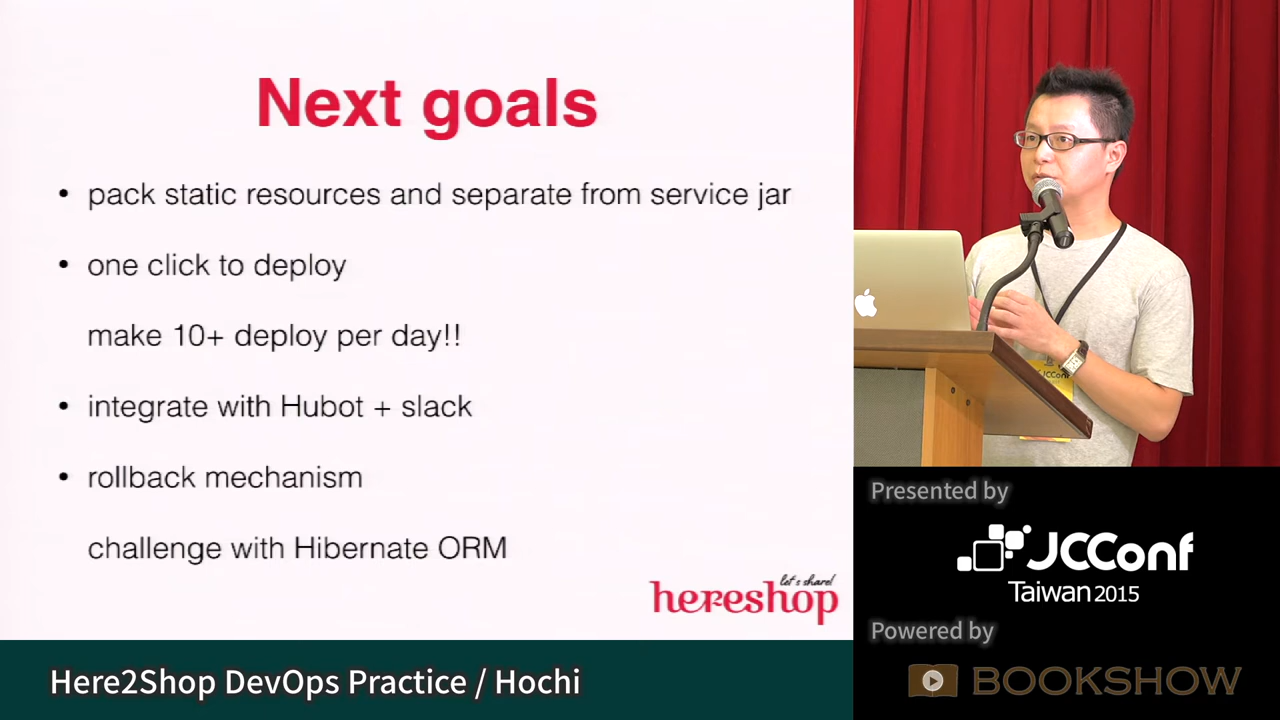 Next goals
• pack static resources and separate from service jar
• one click to deploy
make 10+ deploy per day!!
• integrate with Hubot + slack
• rollback mechanism
challenge with Hibernate ORM
let's share!
hereshop
JCConf
Presented by
JCConf
Taiwan 2015
Powered by
BOOKSHOW
Here2Shop DevOps Practice / Hochi